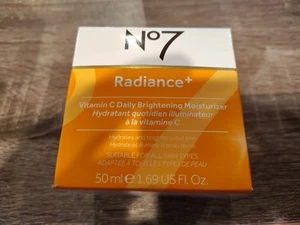 No7
Radiance+
Vitamin C Daily Brightening Moisturiser
Hydratant quotidien illuminateur
à la vitamine C
SUITABLE FOR ALL SKIN TYPES
ADAPTÉ À TOUS LES TYPES DE PEAU
50 ml e 1.69 US Fl. Oz.